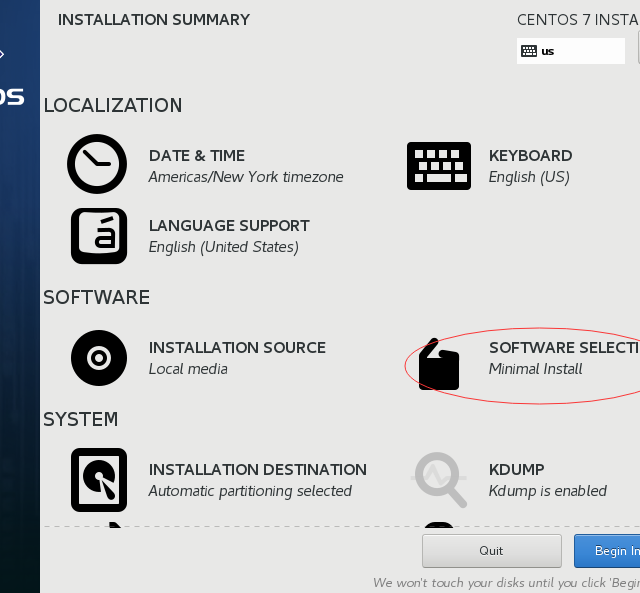 INSTALLATION SUMMARY
CENTOS 7 INSTA
us
OS
LOCALIZATION
DATE & TIME
Americas/New York timezone
KEYBOARD
English (US)
LANGUAGE SUPPORT
English (United States)
SOFTWARE
INSTALLATION SOURCE
Local media
SOFTWARE SELECTI
Minimal Install
SYSTEM
INSTALLATION DESTINATION
Automatic partitioning selected
KDUMP
Kdump is enabled
Quit
Begin In
We won't touch your disks until you click 'Begin